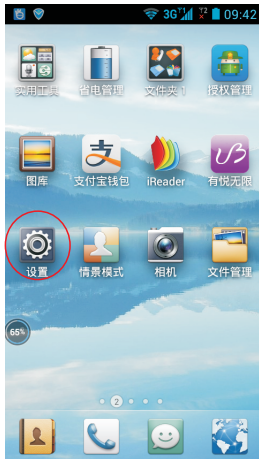 3G T1 T2 09:42
实用工具 省电管理 文件夹 1 授权管理
图库 支付宝钱包 iReader 有悦无限
设置 情景模式 相机 文件管理
65%
2